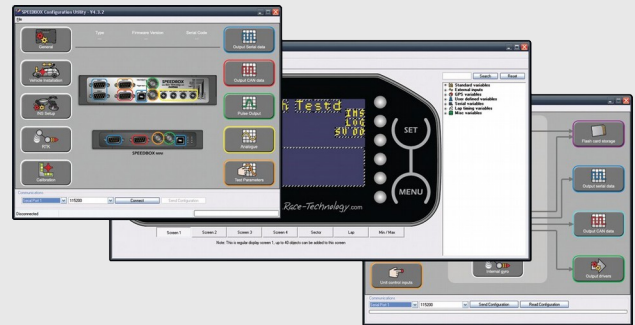 SPEEDBOX Configuration Utility - V4.3.2
File
Type
Firmware Version
Serial Code
General
Output Serial data
Vehicle Installation
Output CAN data
INS Setup
Pulse Output
RTK
Analogue
SPEEDBOX
SPEEDBOX MINI
Calibration
Test Parameters
Communications
Serial Port 1
115200
Connect
Send Configuration
Disconnected
Search
Reset
Standard variables
External inputs
GPS variables
User defined variables
Serial variables
Lap timing variables
Misc variables
SET
MENU
Race-Technology.com
Screen 1
Screen 2
Screen 3
Screen 4
Sector
Lap
Min / Max
Note: This is regular display screen 1, up to 40 objects can be added to this screen.
Flash card storage
Output serial data
Output CAN data
Output drivers
Unit control inputs
Internal gyro
Communications
Serial Port 1
115200
Send Configuration
Read Configuration